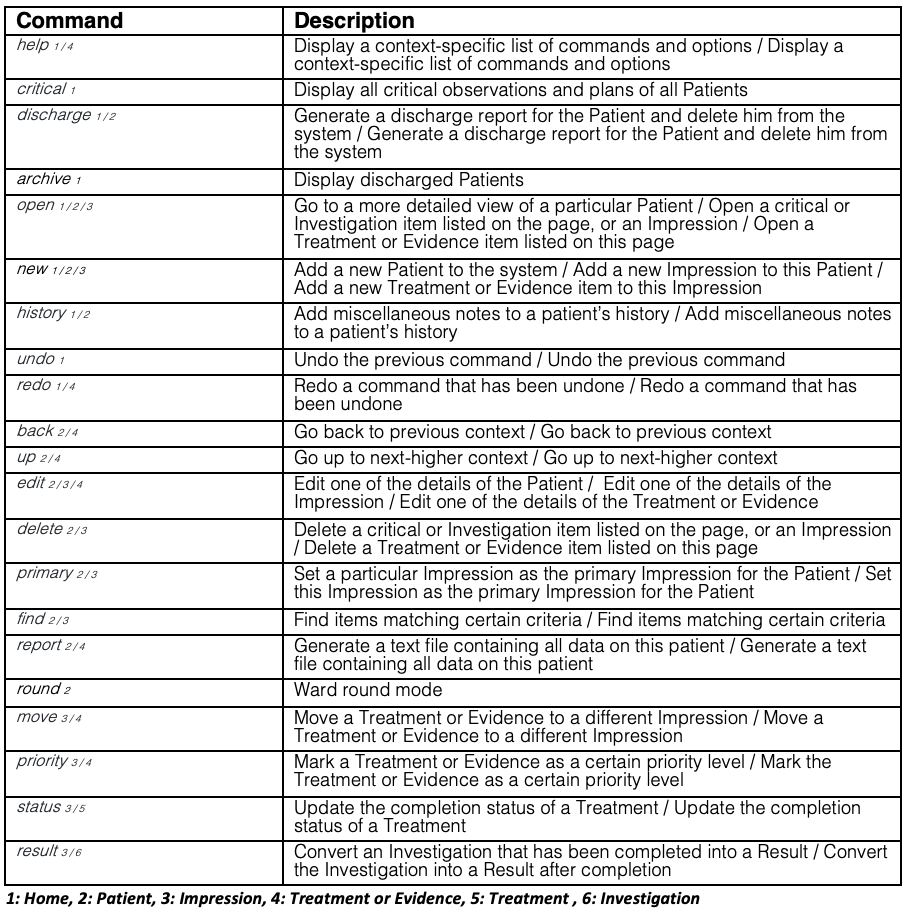 Command Description
help 1 / 4 Display a context-specific list of commands and options / Display a
context-specific list of commands and options
critical 1 Display all critical observations and plans of all Patients
discharge 1 / 2 Generate a discharge report for the Patient and delete him from the
system / Generate a discharge report for the Patient and delete him from
the system
archive 1 Display discharged Patients
open 1 / 2 / 3 Go to a more detailed view of a particular Patient / Open a critical or
Investigation item listed on the page, or an Impression / Open a
Treatment or Evidence item listed on this page
new 1 / 2 / 3 Add a new Patient to the system / Add a new Impression to this Patient /
Add a new Treatment or Evidence item to this Impression
history 1 / 2 Add miscellaneous notes to a patient's history / Add miscellaneous notes
to a patient's history
undo 1 Undo the previous command / Undo the previous command
redo 1 / 4 Redo a command that has been undone / Redo a command that has
been undone
back 2 / 4 Go back to previous context / Go back to previous context
up 2 / 4 Go up to next-higher context / Go up to next-higher context
edit 2 / 3 / 4 Edit one of the details of the Patient / Edit one of the details of the
Impression / Edit one of the details of the Treatment or Evidence
delete 2 / 3 Delete a critical or Investigation item listed on the page, or an Impression
/ Delete a Treatment or Evidence item listed on this page
primary 2 / 3 Set a particular Impression as the primary Impression for the Patient / Set
this Impression as the primary Impression for the Patient
find 2 / 3 Find items matching certain criteria / Find items matching certain criteria
report 2 / 4 Generate a text file containing all data on this patient / Generate a text
file containing all data on this patient
round 2 Ward round mode
move 3 / 4 Move a Treatment or Evidence to a different Impression / Move a
Treatment or Evidence to a different Impression
priority 3 / 4 Mark a Treatment or Evidence as a certain priority level / Mark the
Treatment or Evidence as a certain priority level
status 3 / 5 Update the completion status of a Treatment / Update the completion
status of a Treatment
result 3 / 6 Convert an Investigation that has been completed into a Result / Convert
the Investigation into a Result after completion
1: Home, 2: Patient, 3: Impression, 4: Treatment or Evidence, 5: Treatment , 6: Investigation